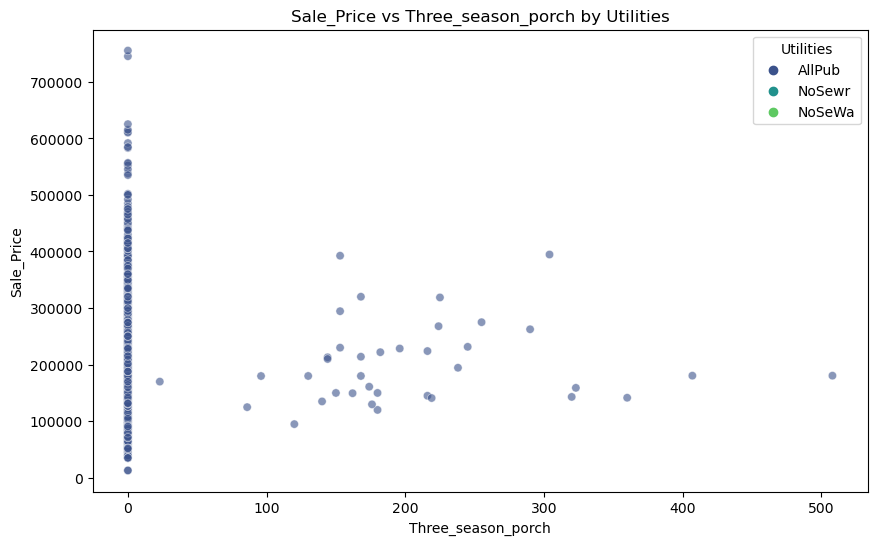 Sale_Price vs Three_season_porch by Utilities
Utilities
AllPub
NoSewr
NoSeWa
700000
600000
500000
400000
300000
200000
100000
0
Sale_Price
0 100 200 300 400 500
Three_season_porch